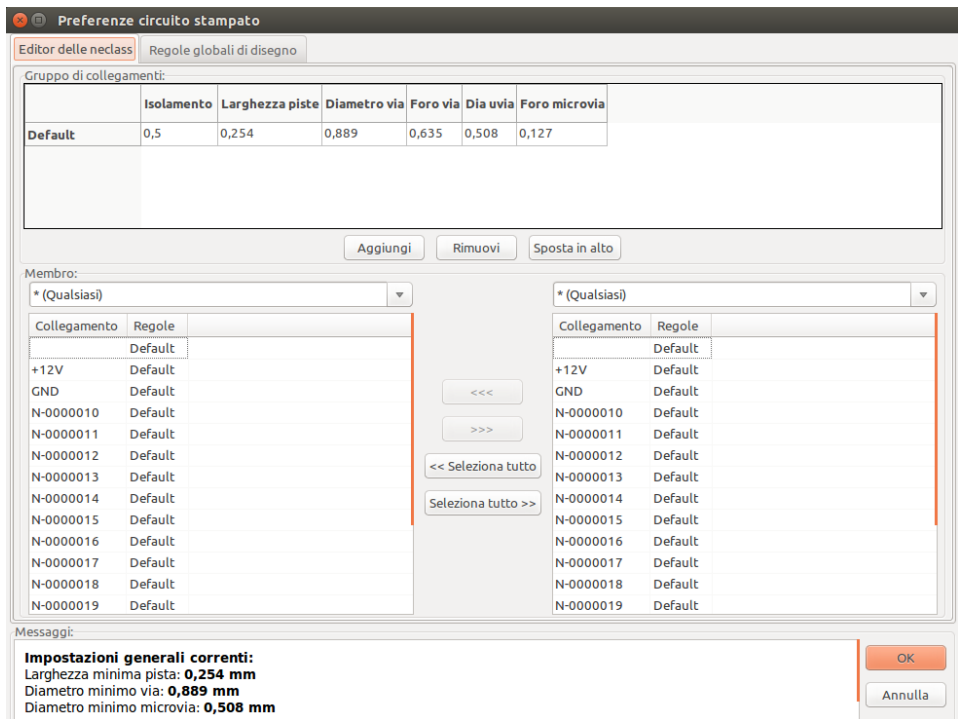 Preferenze circuito stampato
Editor delle neclass Regole globali di disegno
Gruppo di collegamenti:
Isolamento Larghezza piste Diametro via Foro via Dia uvia Foro microvia
Default 0,5 0,254 0,889 0,635 0,508 0,127
Aggiungi Rimuovi Sposta in alto
Membro:
* (Qualsiasi) * (Qualsiasi)
Collegamento Regole Collegamento Regole
Default Default
+12V Default +12V Default
GND Default <<< GND Default
N-0000010 Default N-0000010 Default
N-0000011 Default >>> N-0000011 Default
N-0000012 Default N-0000012 Default
<< Seleziona tutto
N-0000013 Default N-0000013 Default
N-0000014 Default Seleziona tutto >> N-0000014 Default
N-0000015 Default N-0000015 Default
N-0000016 Default N-0000016 Default
N-0000017 Default N-0000017 Default
N-0000018 Default N-0000018 Default
N-0000019 Default N-0000019 Default
Messaggi:
Impostazioni generali correnti: OK
Larghezza minima pista: 0,254 mm
Diametro minimo via: 0,889 mm Annulla
Diametro minimo microvia: 0,508 mm